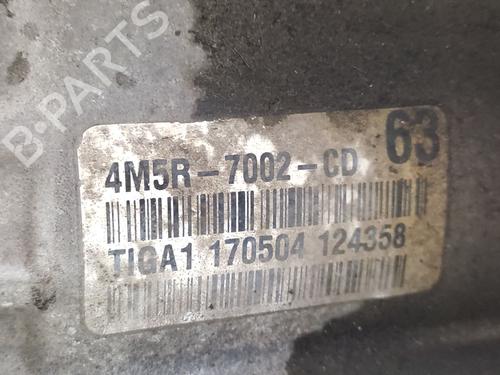 B-PARTS
63
4M5R-7002-CD
TIGA1 170504 124358